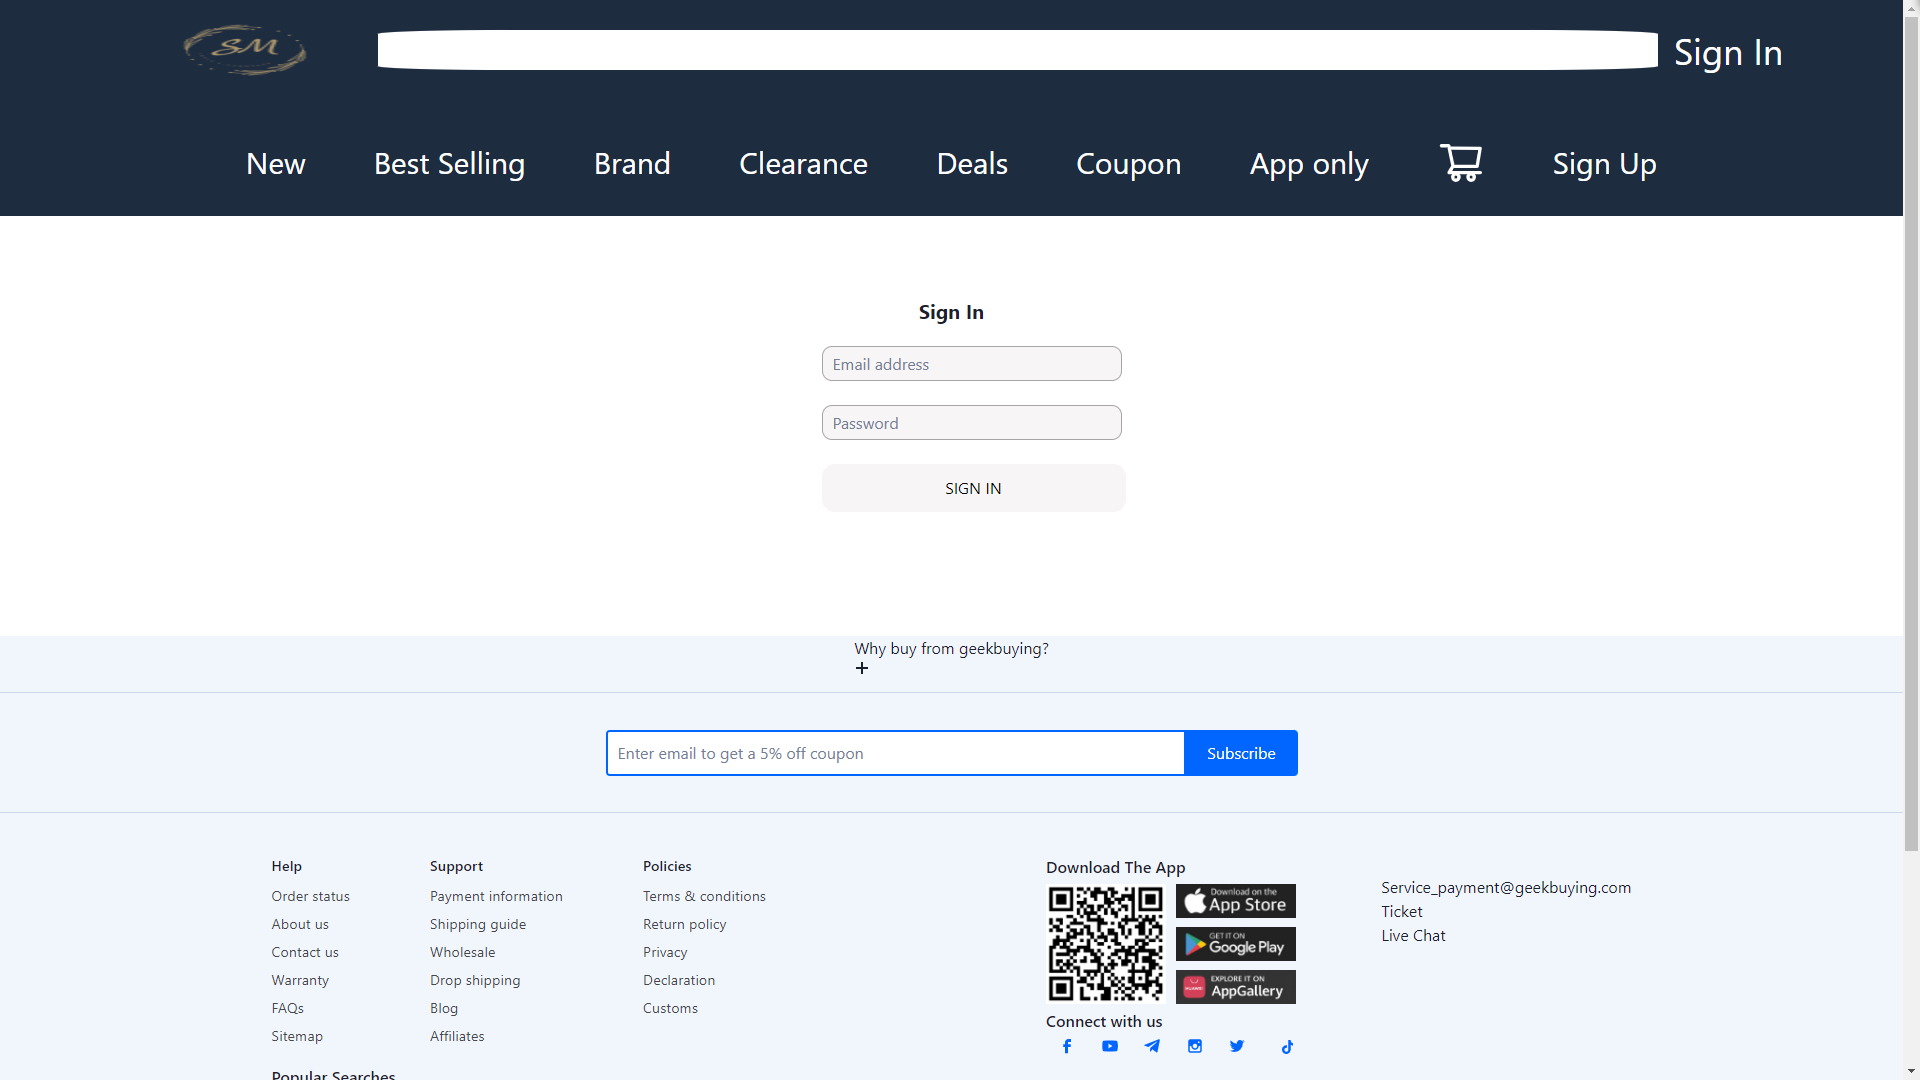 SM
Sign In
New
Best Selling
Brand
Clearance
Deals
Coupon
App only
Sign Up
Sign In
Email address
Password
SIGN IN
Why buy from geekbuying?
+
Enter email to get a 5% off coupon
Subscribe
Help
Order status
About us
Contact us
Warranty
FAQs
Sitemap
Support
Payment information
Shipping guide
Wholesale
Drop shipping
Blog
Affiliates
Policies
Terms & conditions
Return policy
Privacy
Declaration
Customs
Download The App
Download on the
App Store
GET IT ON
Google Play
HUAWEI
EXPLORE IT ON
AppGallery
Connect with us
Service_payment@geekbuying.com
Ticket
Live Chat
Popular Searches